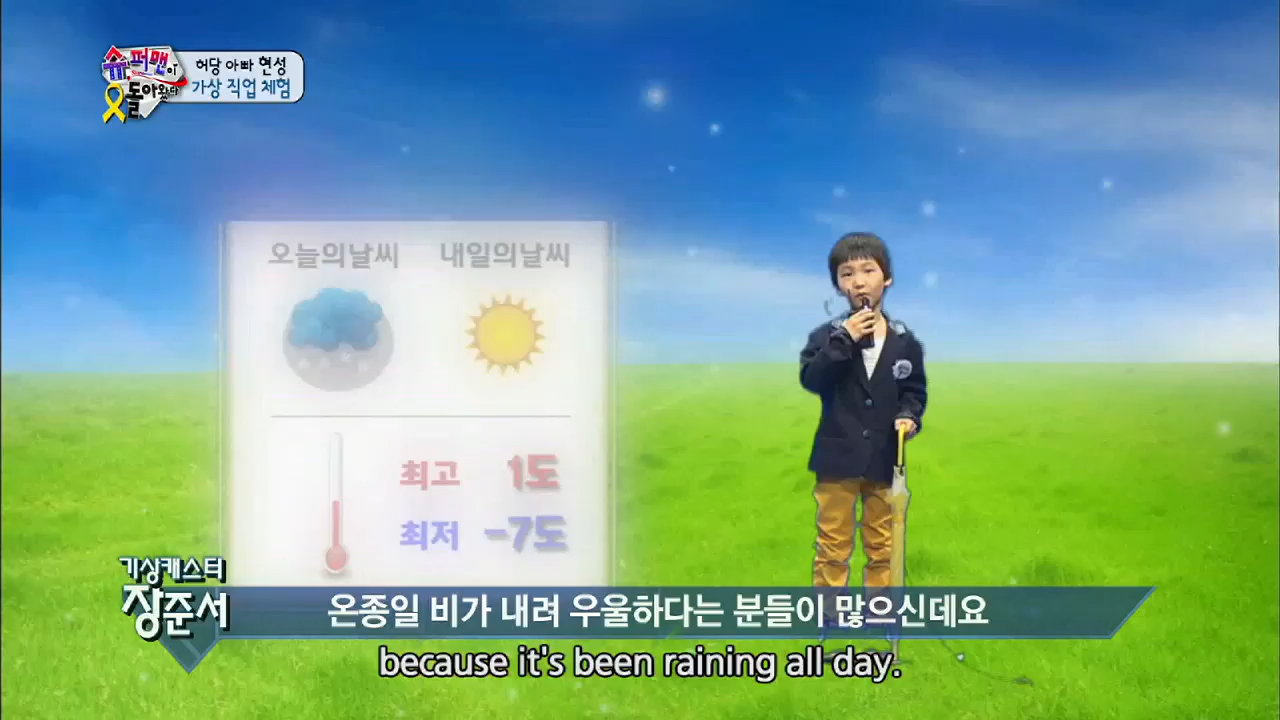 슈퍼맨이
돌아왔다
허당 아빠 현성
가상 직업 체험
오늘의날씨 내일의날씨
최고 1도
최저 -7도
기상캐스터
장준서
온종일 비가 내려 우울하다는 분들이 많으신데요
because it's been raining all day.